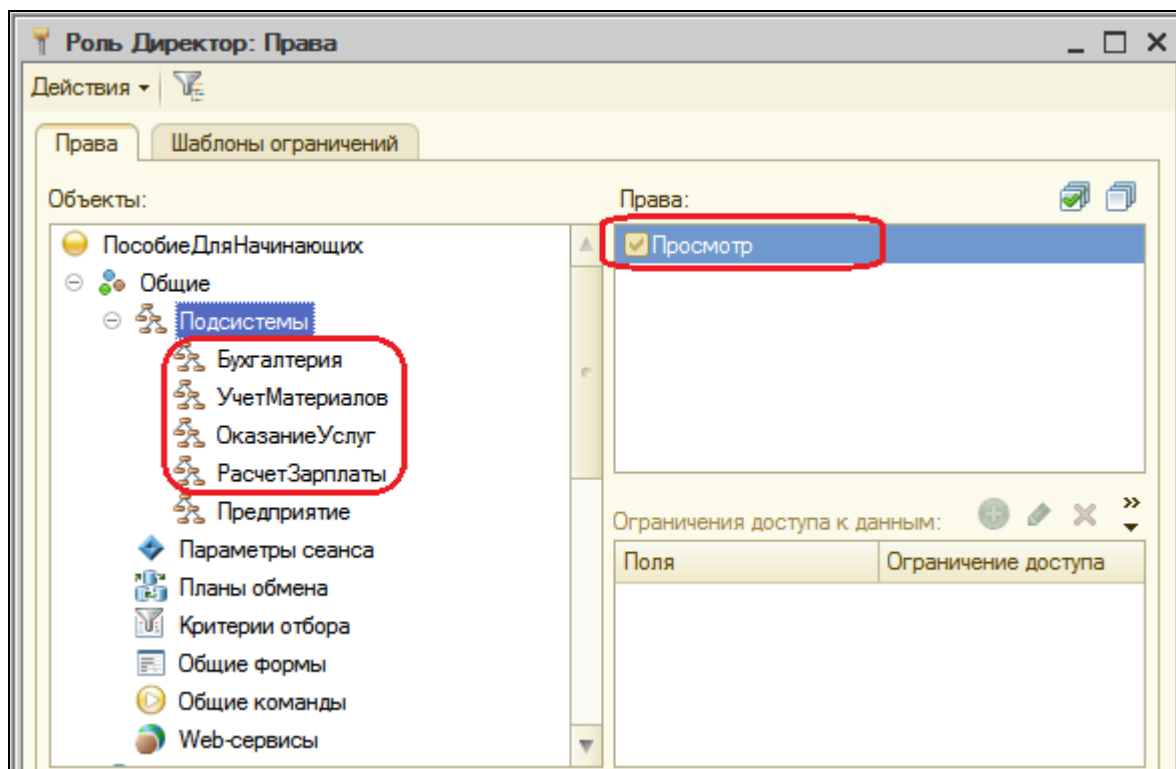 Роль Директор: Права
Действия
Права
Шаблоны ограничений
Объекты:
ПособиеДляНачинающих
Общие
Подсистемы
Бухгалтерия
УчетМатериалов
ОказаниеУслуг
РасчетЗарплаты
Предприятие
Параметры сеанса
Планы обмена
Критерии отбора
Общие формы
Общие команды
Web-сервисы
Права:
Просмотр
Ограничения доступа к данным:
Поля
Ограничение доступа